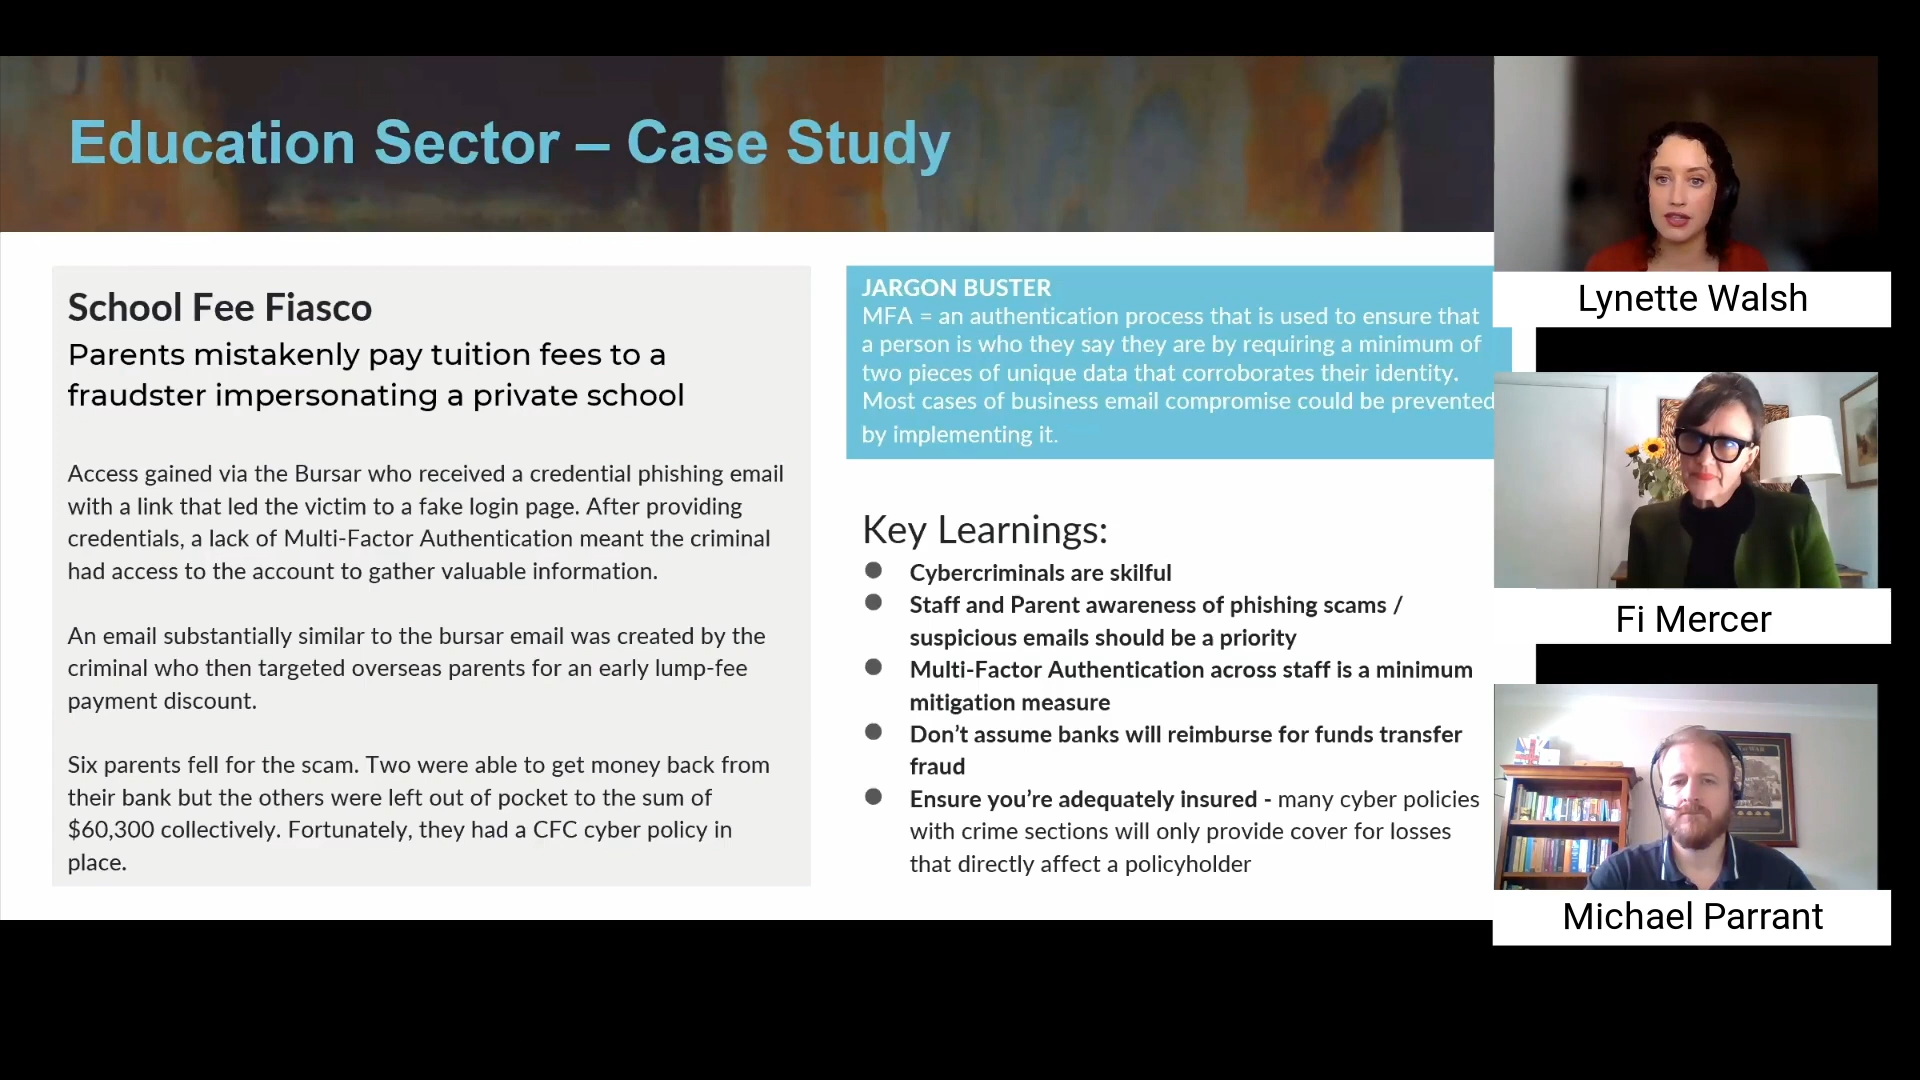 Education Sector – Case Study
School Fee Fiasco
Parents mistakenly pay tuition fees to a
fraudster impersonating a private school
Access gained via the Bursar who received a credential phishing email
with a link that led the victim to a fake login page. After providing
credentials, a lack of Multi-Factor Authentication meant the criminal
had access to the account to gather valuable information.
An email substantially similar to the bursar email was created by the
criminal who then targeted overseas parents for an early lump-fee
payment discount.
Six parents fell for the scam. Two were able to get money back from
their bank but the others were left out of pocket to the sum of
$60,300 collectively. Fortunately, they had a CFC cyber policy in
place.
JARGON BUSTER
MFA = an authentication process that is used to ensure that
a person is who they say they are by requiring a minimum of
two pieces of unique data that corroborates their identity.
Most cases of business email compromise could be prevented
by implementing it.
Key Learnings:
● Cybercriminals are skilful
● Staff and Parent awareness of phishing scams /
suspicious emails should be a priority
● Multi-Factor Authentication across staff is a minimum
mitigation measure
● Don’t assume banks will reimburse for funds transfer
fraud
● Ensure you’re adequately insured - many cyber policies
with crime sections will only provide cover for losses
that directly affect a policyholder
Lynette Walsh
Fi Mercer
Michael Parrant